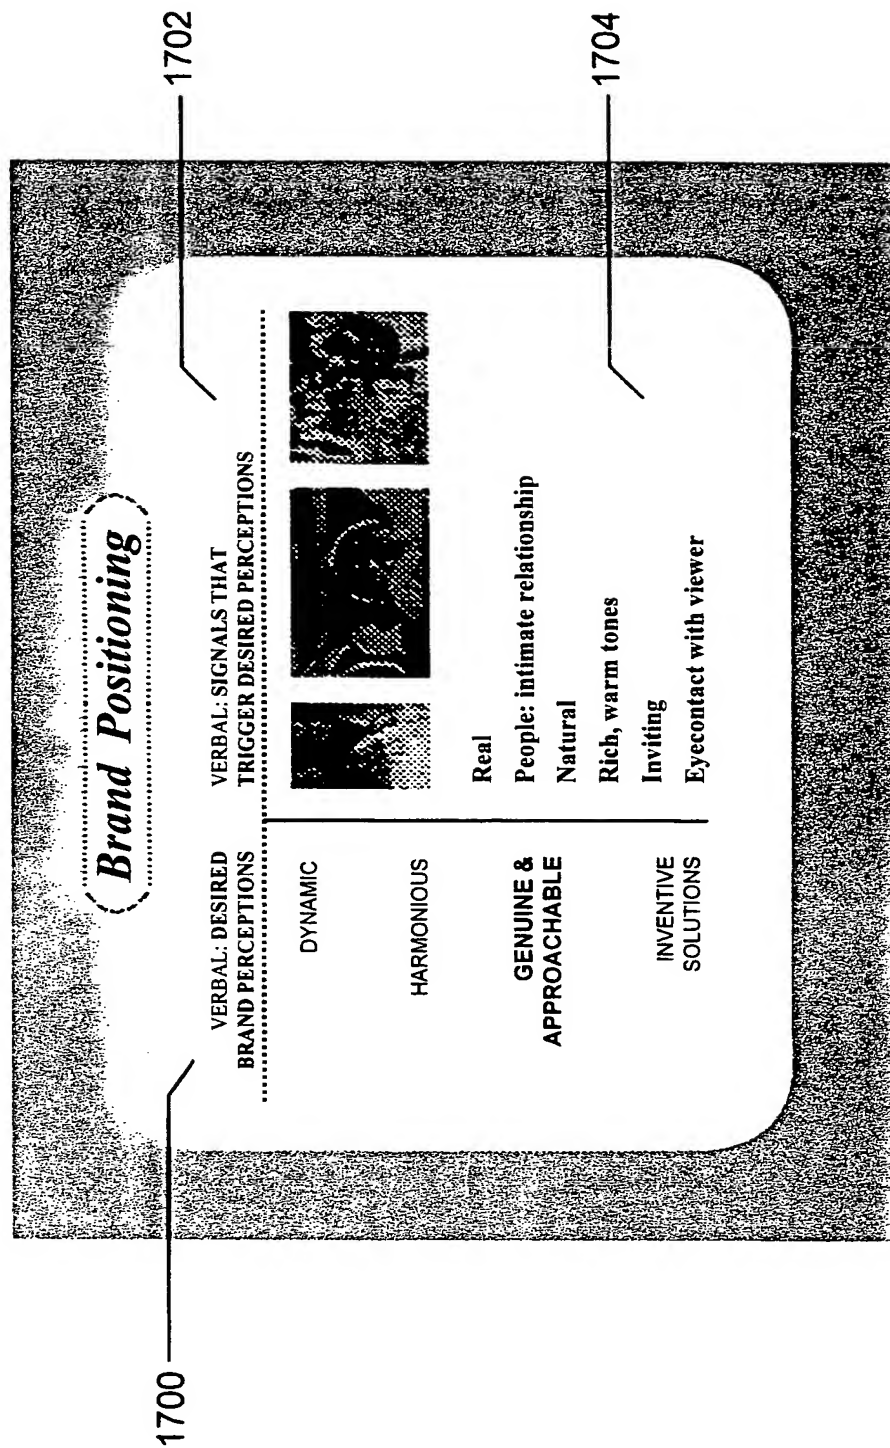 Brand Positioning
VERBAL: DESIRED
BRAND PERCEPTIONS
VERBAL: SIGNALS THAT
TRIGGER DESIRED PERCEPTIONS
DYNAMIC
HARMONIOUS
GENUINE &
APPROACHABLE
INVENTIVE
SOLUTIONS
Real
People: intimate relationship
Natural
Rich, warm tones
Inviting
Eyecontact with viewer
1700
1702
1704